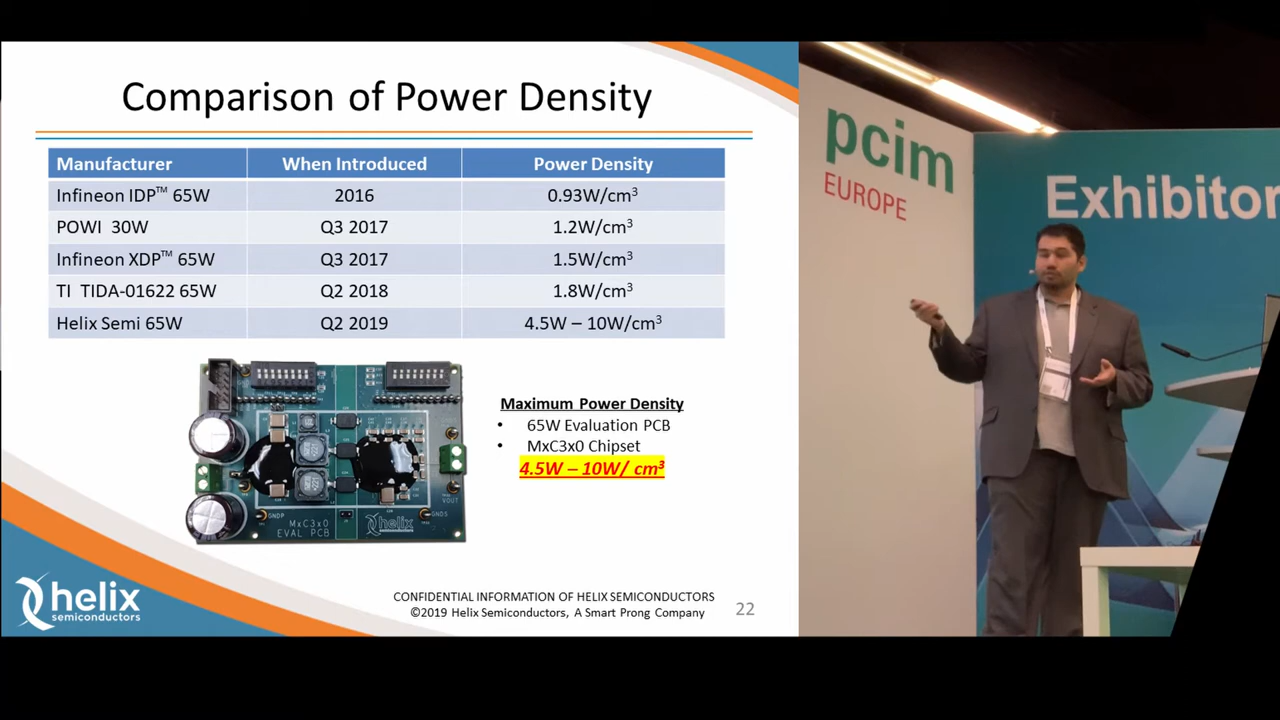 Comparison of Power Density
Manufacturer When Introduced Power Density
Infineon IDP™ 65W 2016 0.93W/cm³
POWI 30W Q3 2017 1.2W/cm³
Infineon XDP™ 65W Q3 2017 1.5W/cm³
TI TIDA-01622 65W Q2 2018 1.8W/cm³
Helix Semi 65W Q2 2019 4.5W – 10W/cm³
Maximum Power Density
• 65W Evaluation PCB
• MxC3x0 Chipset
4.5W – 10W/ cm³
GNDP
GNDS
VOUT
MxC3x0
EVAL PCB
helix
helix
semiconductors
CONFIDENTIAL INFORMATION OF HELIX SEMICONDUCTORS
©2019 Helix Semiconductors, A Smart Prong Company
22
pcim
EUROPE
Exhibitor